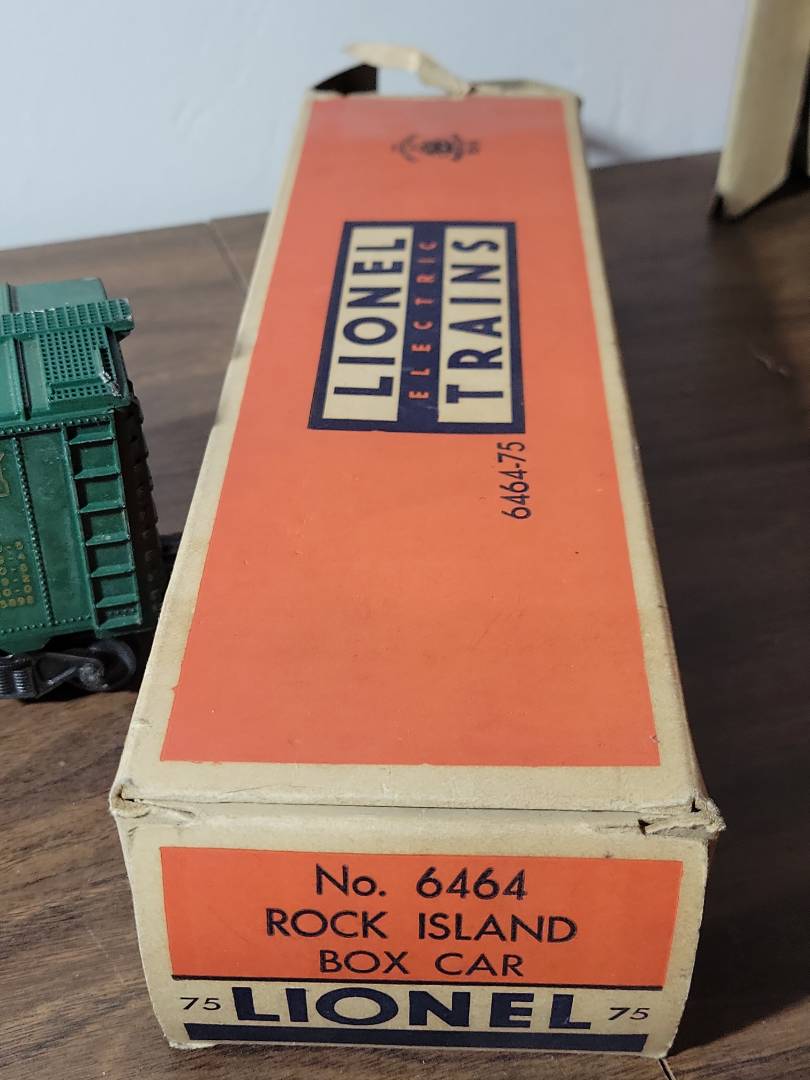 LIONEL
ELECTRIC
TRAINS
6464-75
No. 6464
ROCK ISLAND
BOX CAR
75 LIONEL 75